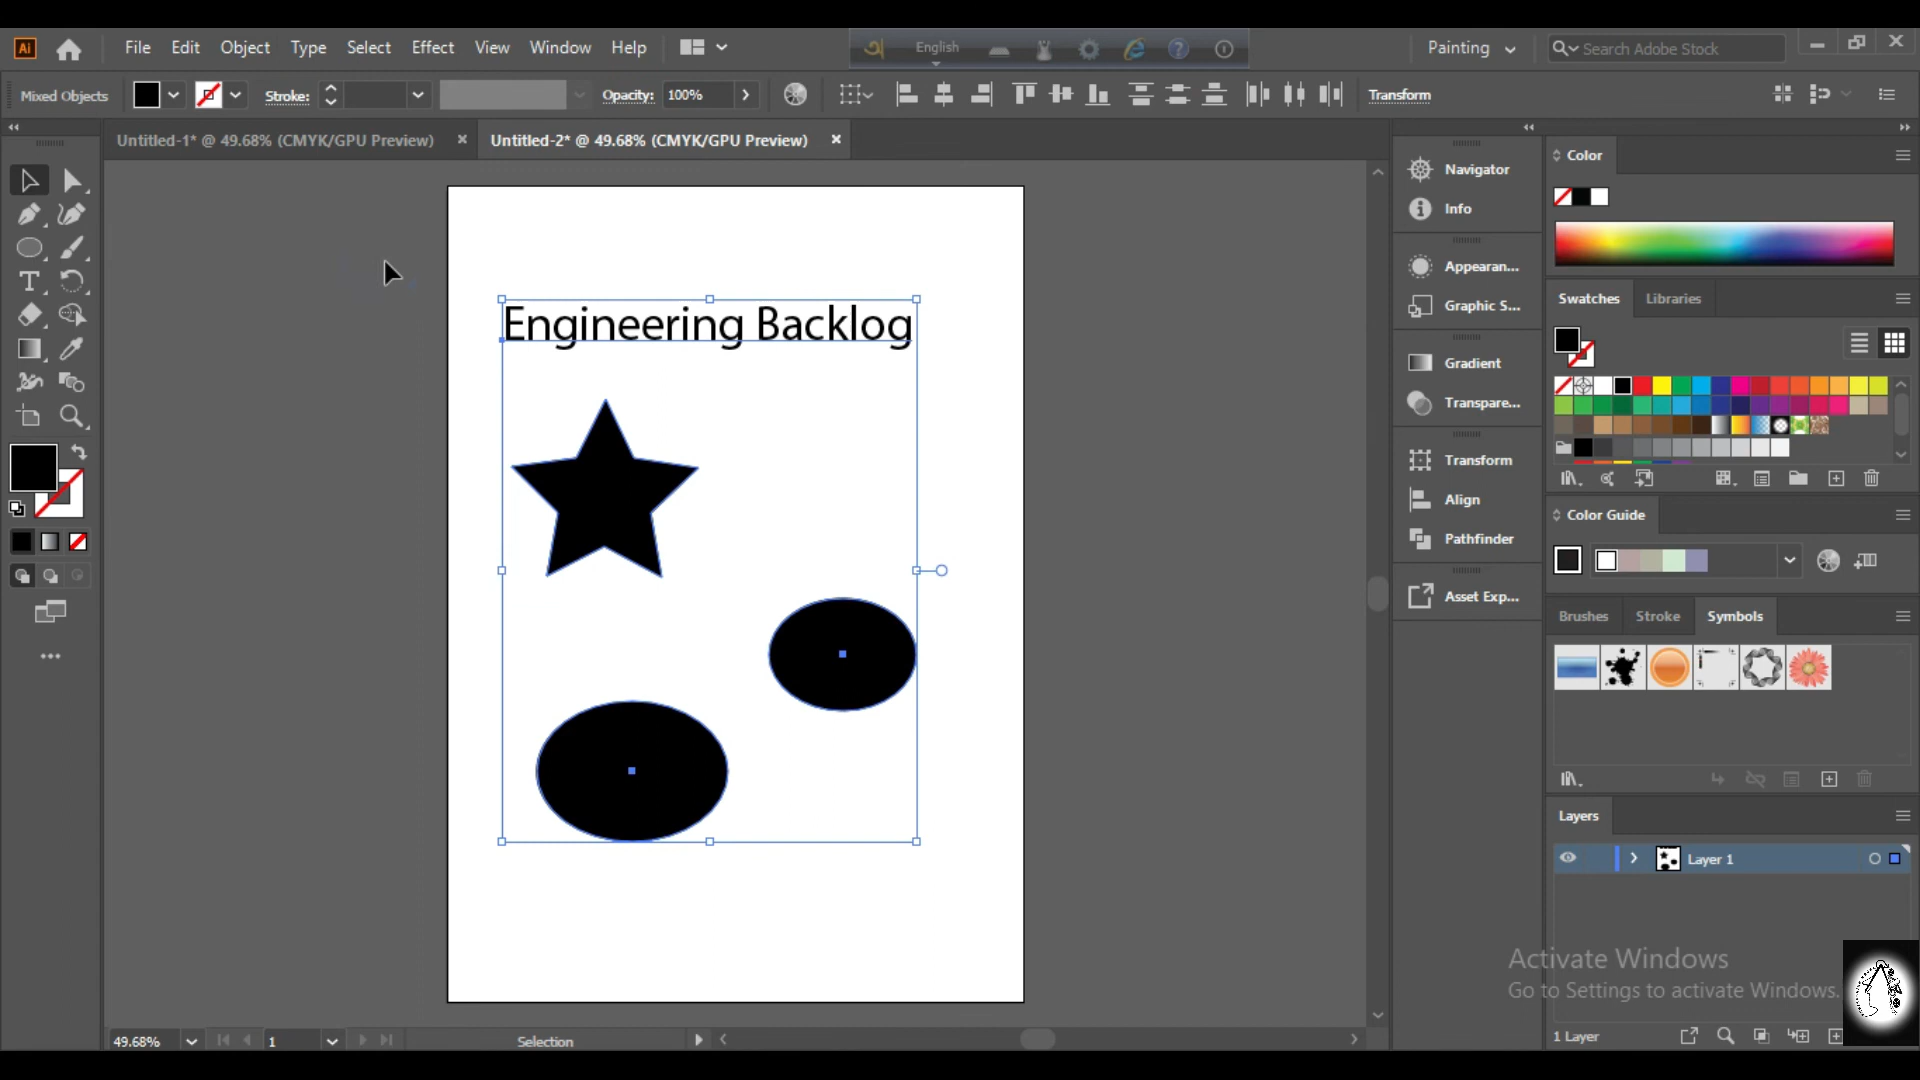 Ai File Edit Object Type Select Effect View Window Help
English
Painting
Search Adobe Stock
Mixed Objects
Stroke:
Opacity: 100%
Transform
Untitled-1* @ 49.68% (CMYK/GPU Preview)
Untitled-2* @ 49.68% (CMYK/GPU Preview)
Engineering Backlog
Navigator
Info
Appearan...
Graphic S...
Gradient
Transpare...
Transform
Align
Pathfinder
Asset Exp...
Color
Swatches Libraries
Color Guide
Brushes Stroke Symbols
Layers
Layer 1
Activate Windows
Go to Settings to activate Windows.
1 Layer
49.68%
1
Selection